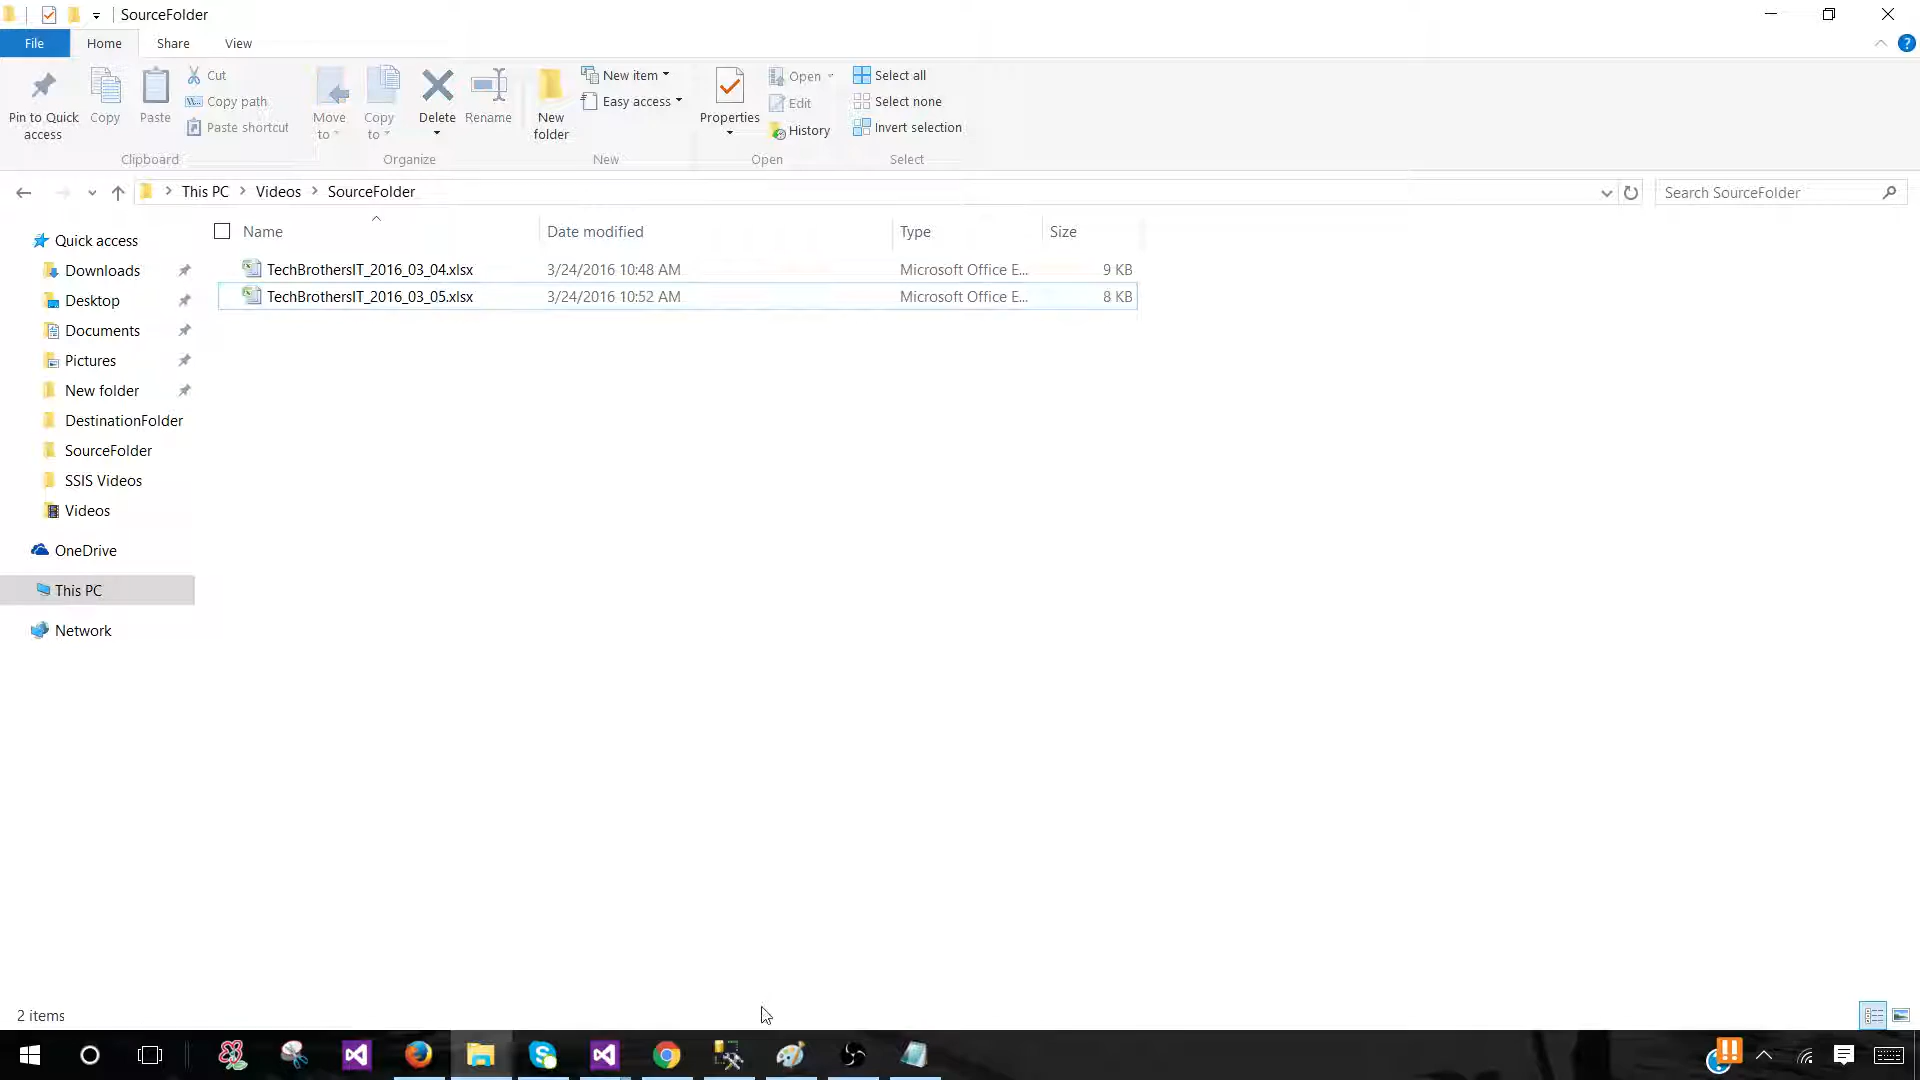 SourceFolder
File Home Share View
Pin to Quick access
Copy
Paste
Cut
Copy path
Paste shortcut
Clipboard
Move to
Copy to
Delete
Rename
Organize
New folder
New item
Easy access
New
Properties
Open
Edit
History
Open
Select all
Select none
Invert selection
Select
This PC Videos SourceFolder
Search SourceFolder
Name Date modified Type Size
TechBrothersIT_2016_03_04.xlsx 3/24/2016 10:48 AM Microsoft Office E... 9 KB
TechBrothersIT_2016_03_05.xlsx 3/24/2016 10:52 AM Microsoft Office E... 8 KB
Quick access
Downloads
Desktop
Documents
Pictures
New folder
DestinationFolder
SourceFolder
SSIS Videos
Videos
OneDrive
This PC
Network
2 items